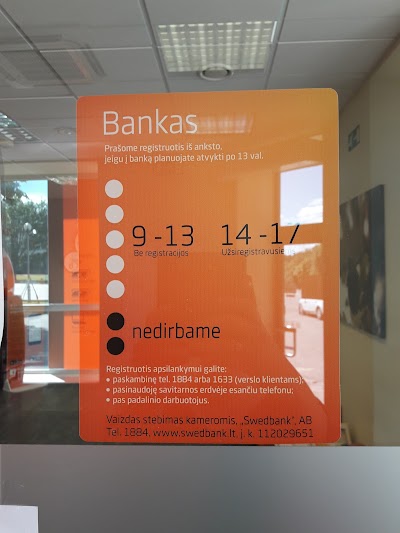 Bankas
Prašome registruotis iš anksto,
jeigu į banką planuojate atvykti po 13 val.
9 -13 14 -17
Be registracijos Užsiregistravusie
nedirbame
Registruotis apsilankymui galite:
• paskambinę tel. 1884 arba 1633 (verslo klientams);
• pasinaudoję savitarnos erdvėje esančiu telefonu;
• pas padalinio darbuotojus.
Vaizdas stebimas kameromis, „Swedbank", AB
Tel. 1884, www.swedbank.lt, į. k. 112029651